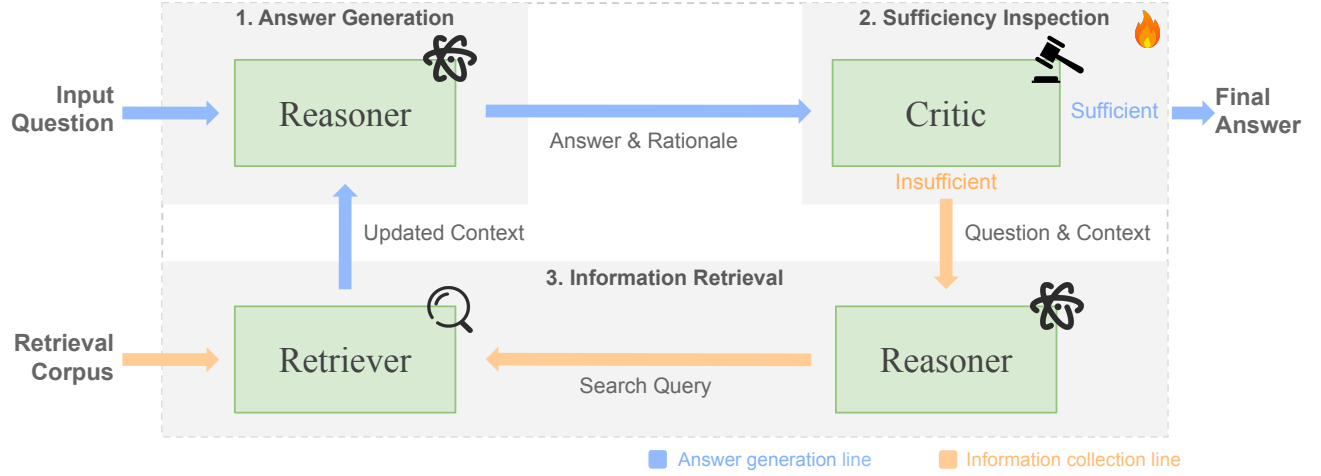 1. Answer Generation
2. Sufficiency Inspection
Input
Question
Reasoner
Answer & Rationale
Critic
Sufficient
Final
Answer
Insufficient
Updated Context
Question & Context
3. Information Retrieval
Retrieval
Corpus
Retriever
Search Query
Reasoner
Answer generation line
Information collection line